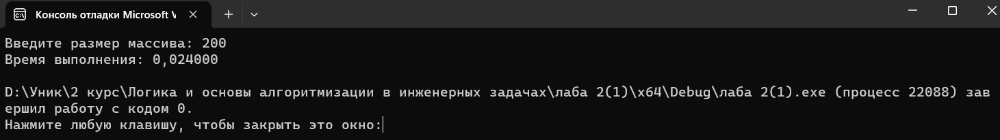 Консоль отладки Microsoft V
Введите размер массива: 200
Время выполнения: 0,024000
D:\Уник\2 курс\Логика и основы алгоритмизации в инженерных задачах\лаба 2(1)\x64\Debug\лаба 2(1).exe (процесс 22088) зав
ершил работу с кодом 0.
Нажмите любую клавишу, чтобы закрыть это окно: